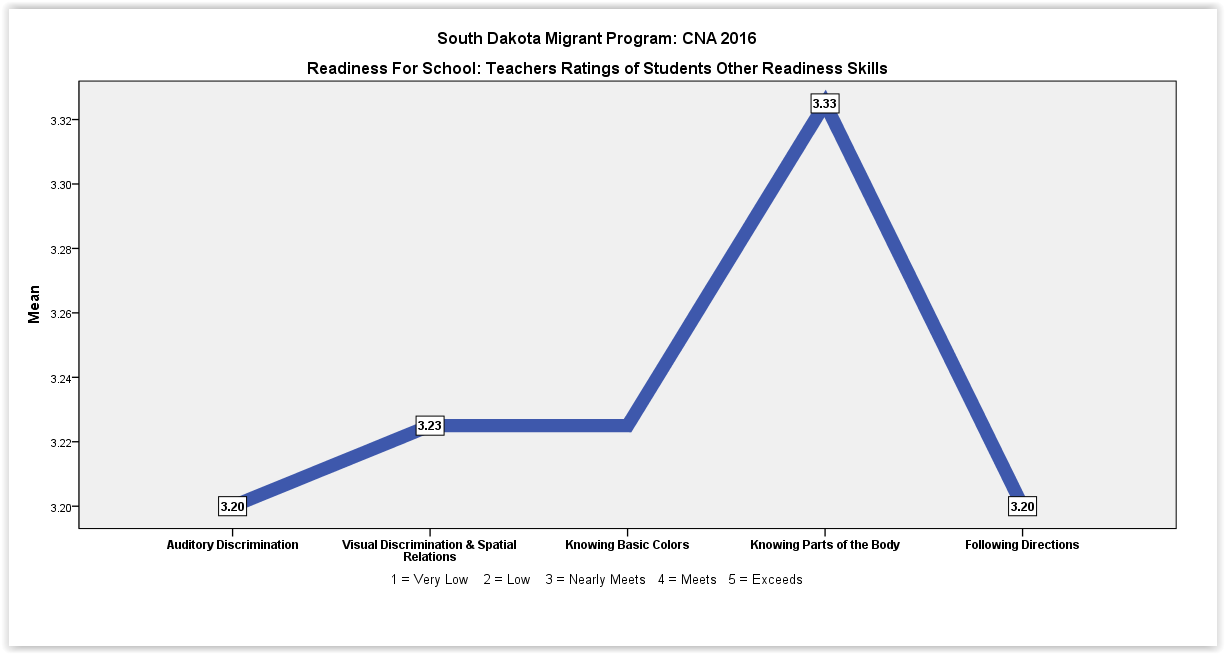 South Dakota Migrant Program: CNA 2016
Readiness For School: Teachers Ratings of Students Other Readiness Skills
Mean
3.32
3.30
3.28
3.26
3.24
3.22
3.20
3.20
3.23
3.33
3.20
Auditory Discrimination
Visual Discrimination & Spatial
Relations
Knowing Basic Colors
Knowing Parts of the Body
Following Directions
1 = Very Low 2 = Low 3 = Nearly Meets 4 = Meets 5 = Exceeds